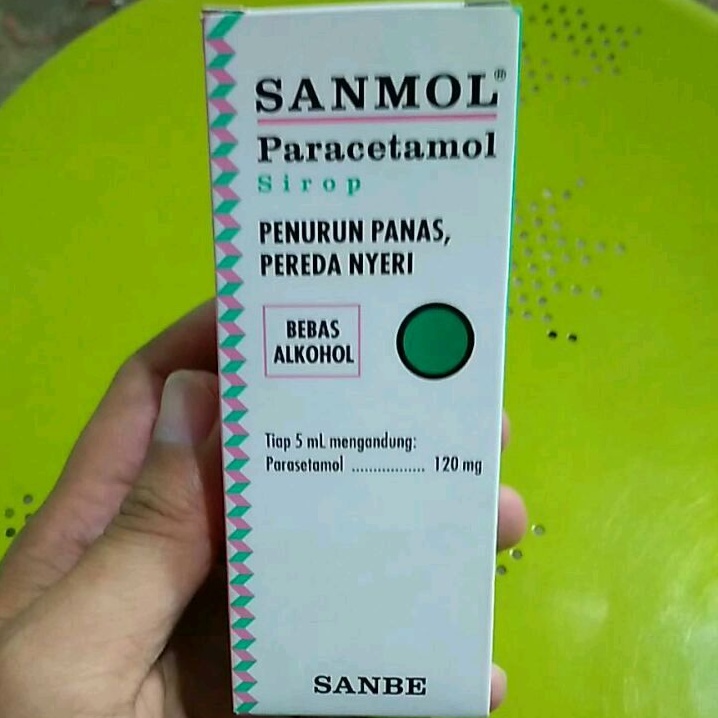 SANMOL®
Paracetamol
Sirop
PENURUN PANAS,
PEREDA NYERI
BEBAS
ALKOHOL
Tiap 5 mL mengandung:
Parasetamol ................. 120 mg
SANBE